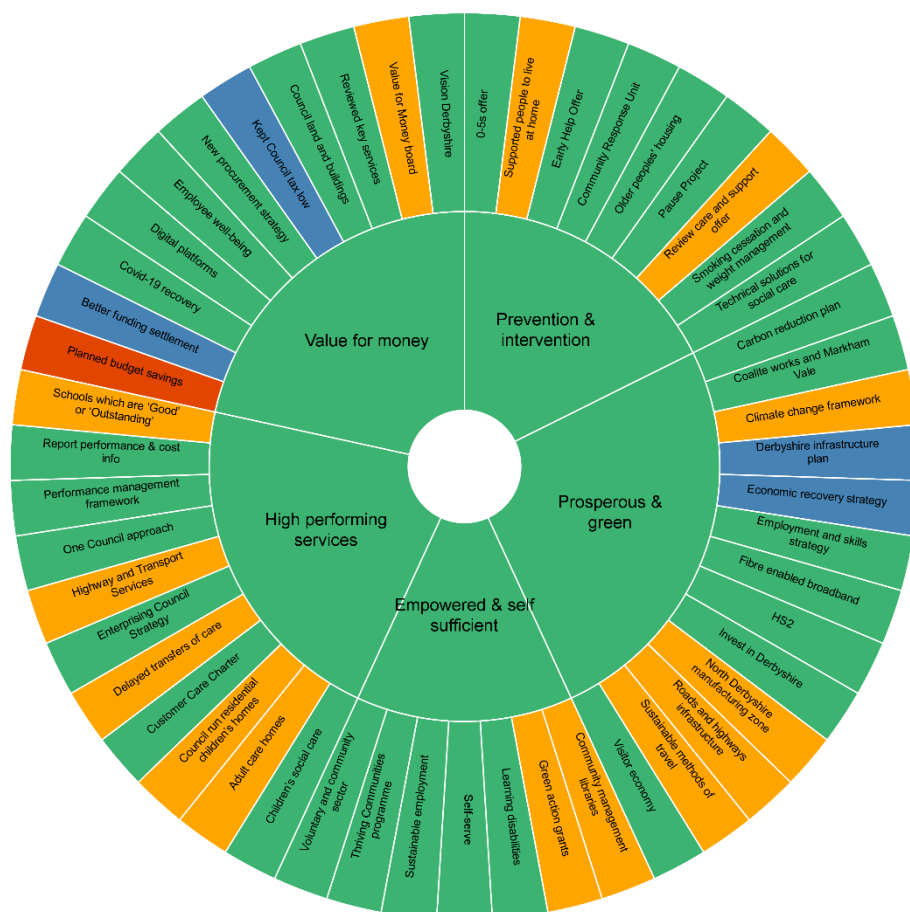 0-5s offer
Supported people to live
at home
Early Help Offer
Community Response Unit
Older peoples' housing
Pause Project
Review care and support
offer
Smoking cessation and
weight management
Technical solutions for
social care
Carbon reduction plan
Coalite works and Markham
Vale
Climate change framework
Derbyshire infrastructure
plan
Economic recovery strategy
Employment and skills
strategy
Fibre enabled broadband
HS2
Invest in Derbyshire
North Derbyshire
manufacturing zone
Roads and highways
infrastructure
Sustainable methods of
travel
Visitor economy
Community management
libraries
Green action grants
Learning disabilities
Self-serve
Sustainable employment
Thriving Communities
programme
Voluntary and community
sector
Children's social care
Adult care homes
Council run residential
children's homes
Customer Care Charter
Delayed transfers of care
Enterprising Council
Strategy
Highway and Transport
Services
One Council approach
Performance management
framework
Report performance & cost
info
Schools which are 'Good'
or 'Outstanding'
Planned budget savings
Better funding settlement
Covid-19 recovery
Digital platforms
Employee well-being
New procurement strategy
Kept Council tax low
Council land and buildings
Reviewed key services
Value for Money board
Vision Derbyshire
Prevention &
intervention
Prosperous &
green
Empowered & self
sufficient
High performing
services
Value for money